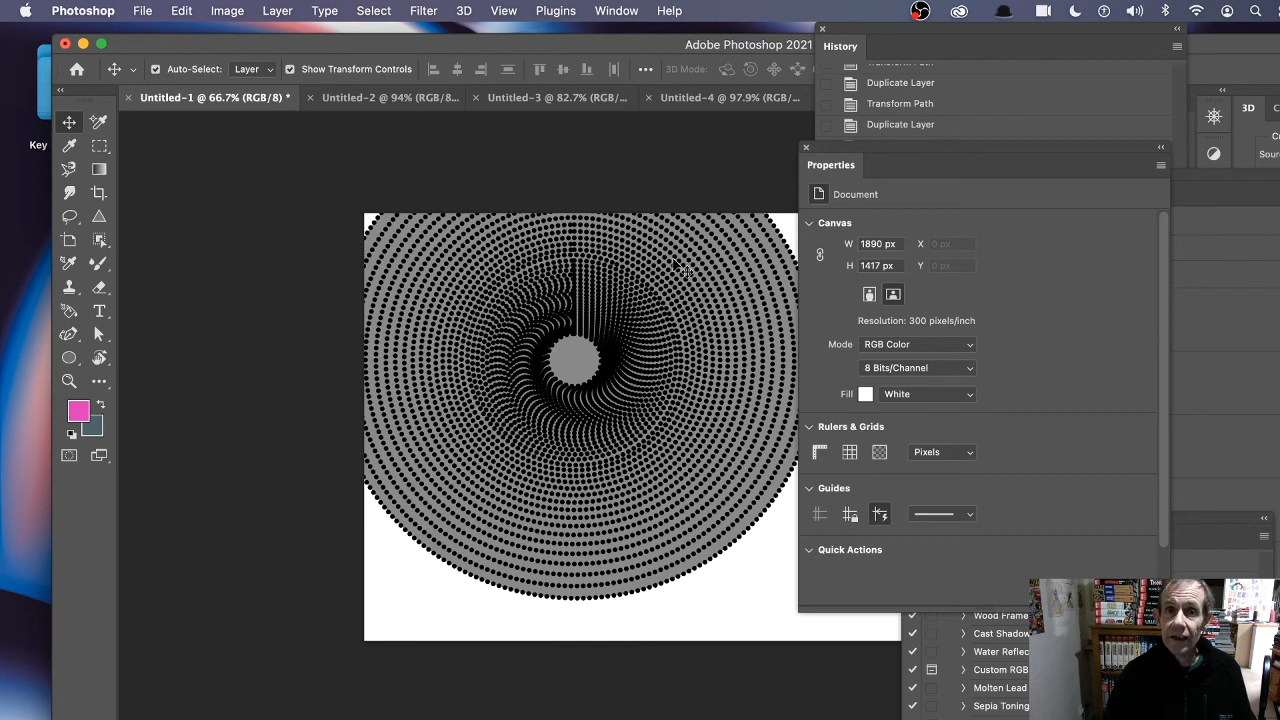 Photoshop File Edit Image Layer Type Select Filter 3D View Plugins Window Help
Adobe Photoshop 2021
History
Auto-Select: Layer Show Transform Controls 3D Mode:
Untitled-1 @ 66.7% (RGB/8) * Untitled-2 @ 94% (RGB/8... Untitled-3 @ 82.7% (RGB/... Untitled-4 @ 97.9% (RGB/...
Duplicate Layer
Transform Path
Duplicate Layer
3D
Key
Properties
Document
Canvas
W 1890 px X 0 px
H 1417 px Y 0 px
Resolution: 300 pixels/inch
Mode RGB Color
8 Bits/Channel
Fill White
Rulers & Grids
Pixels
Guides
Quick Actions
Wood Frame
Cast Shadow
Water Reflec
Custom RGB
Molten Lead
Sepia Toning